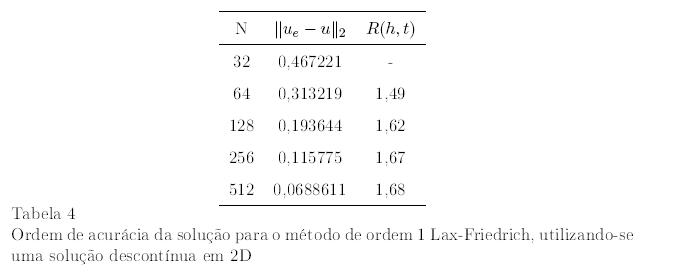 N ‖uₑ − u‖₂ R(h, t)
32 0,467221 -
64 0,313219 1,49
128 0,193644 1,62
256 0,115775 1,67
512 0,0688611 1,68
Tabela 4
Ordem de acurácia da solução para o método de ordem 1 Lax-Friedrich, utilizando-se
uma solução descontínua em 2D